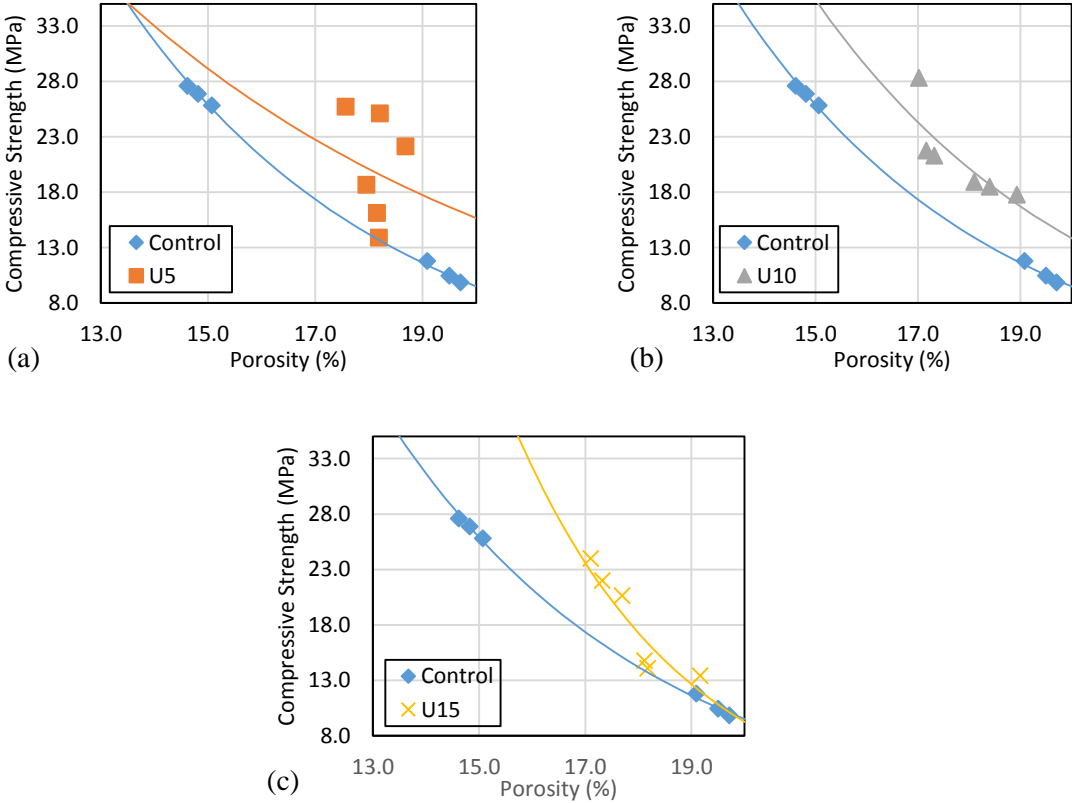 Compressive Strength (MPa)
33.0
28.0
23.0
18.0
13.0
8.0
Control
U5
13.0 15.0 17.0 19.0
Porosity (%)
(a)
Compressive Strength (MPa)
33.0
28.0
23.0
18.0
13.0
8.0
Control
U10
13.0 15.0 17.0 19.0
Porosity (%)
(b)
Compressive Strength (MPa)
33.0
28.0
23.0
18.0
13.0
8.0
Control
U15
13.0 15.0 17.0 19.0
Porosity (%)
(c)